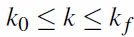 k₀ ≤ k ≤ k_f